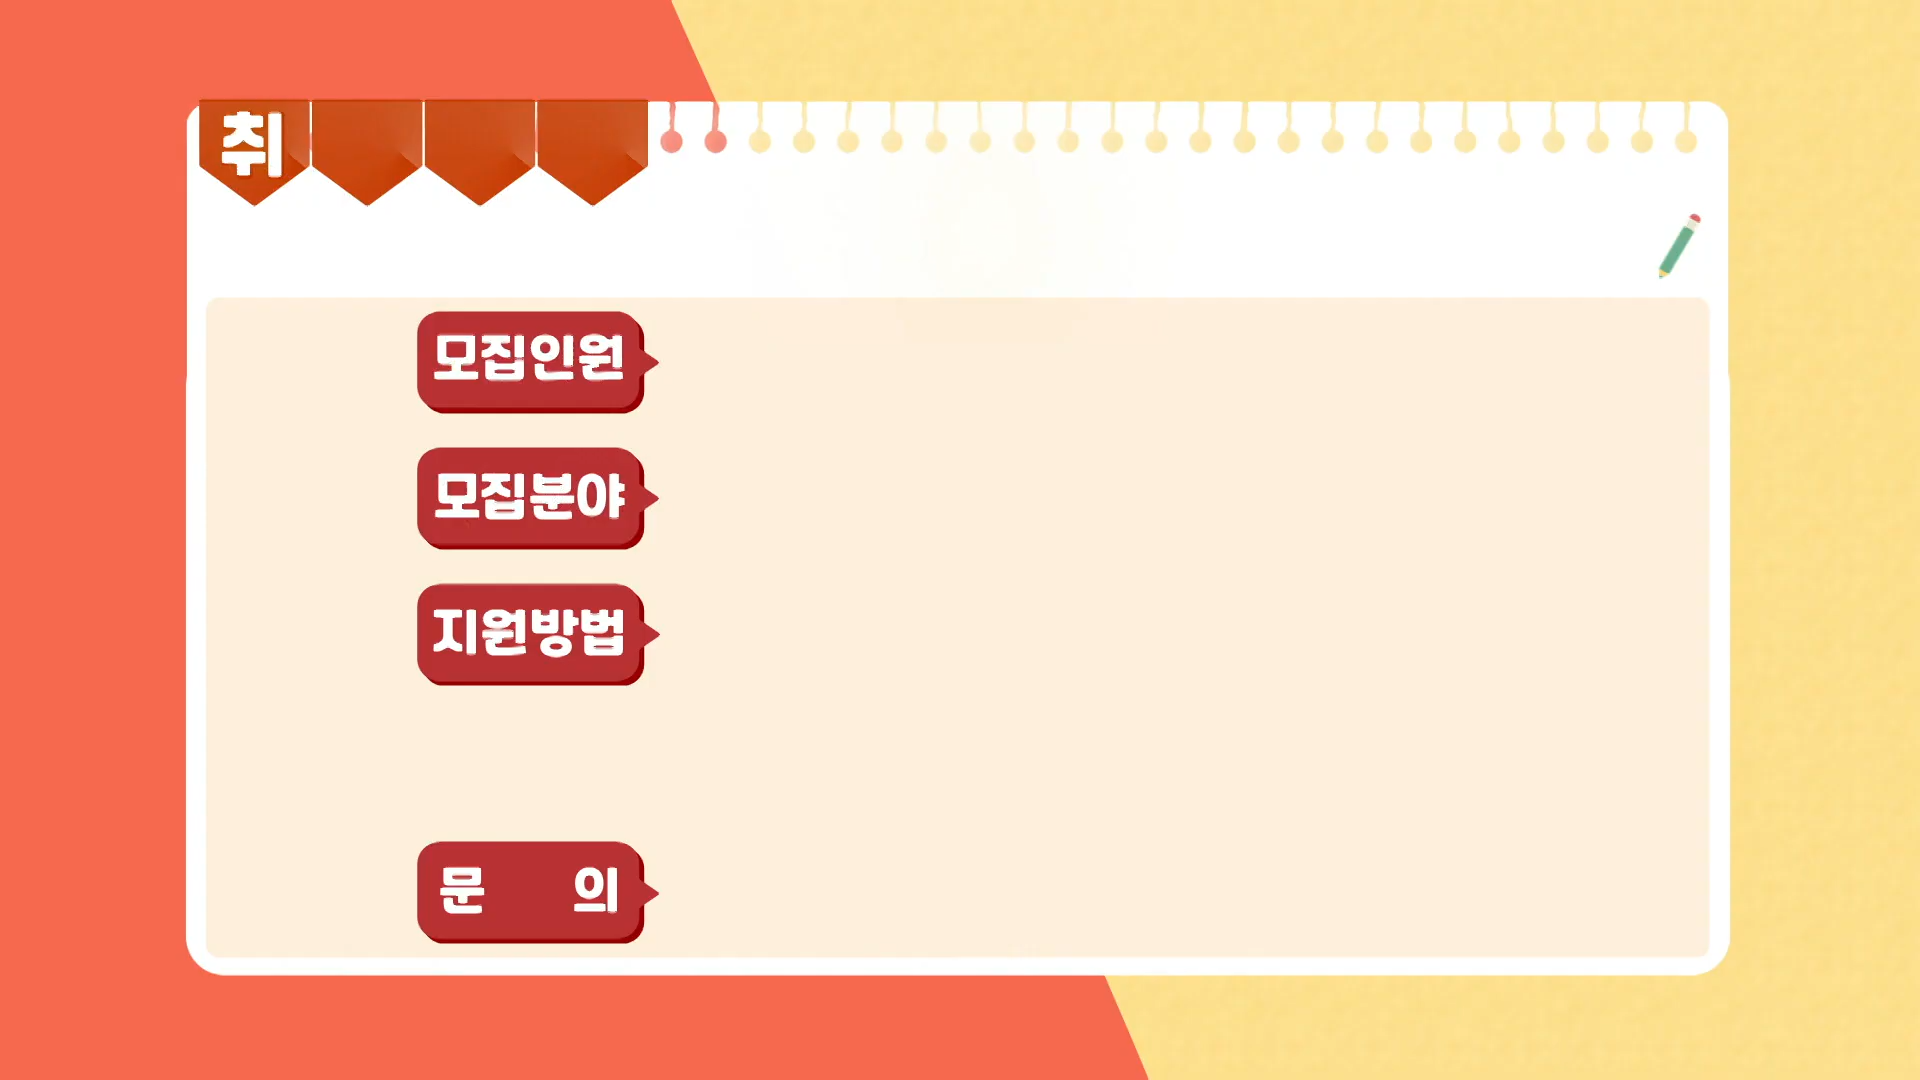 취
모집인원
모집분야
지원방법
문 의